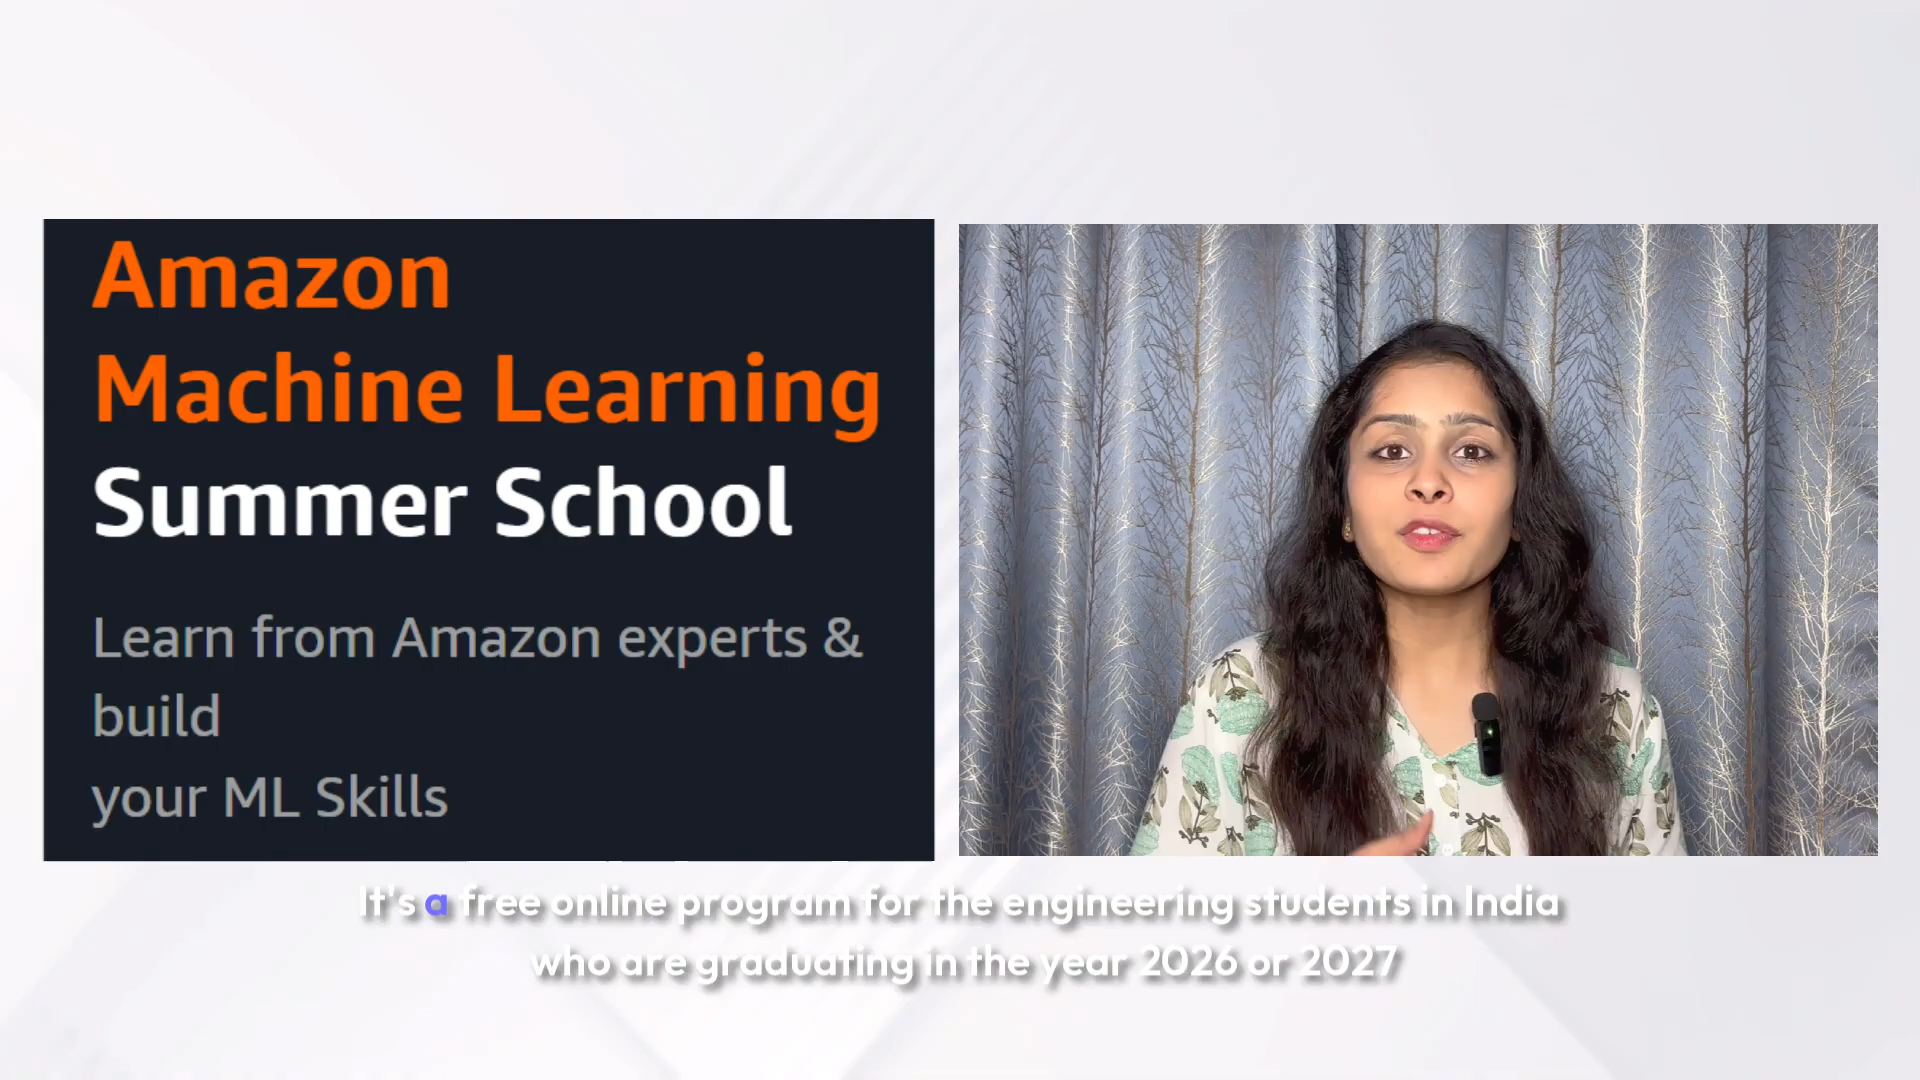 Amazon
Machine Learning
Summer School
Learn from Amazon experts &
build
your ML Skills
It's a free online program for the engineering students in India
who are graduating in the year 2026 or 2027